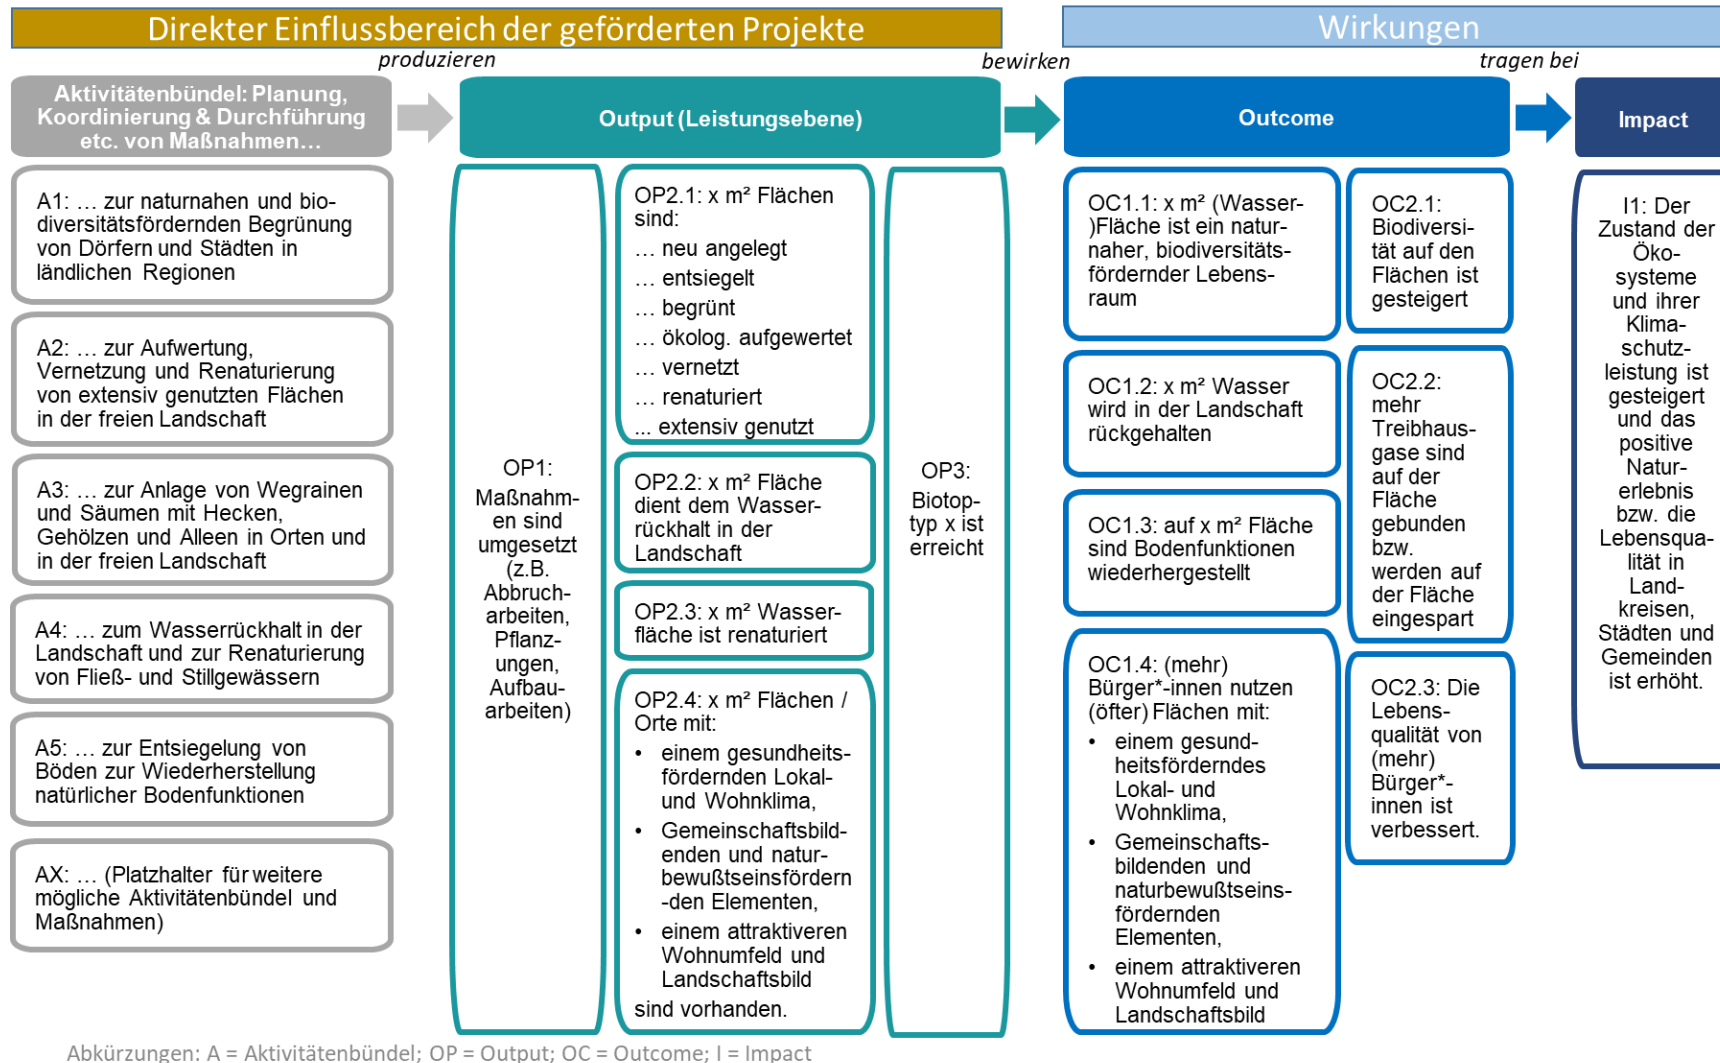 Direkter Einflussbereich der geförderten Projekte
Wirkungen
produzieren
bewirken
tragen bei
Aktivitätenbündel: Planung,
Koordinierung & Durchführung
etc. von Maßnahmen…
Output (Leistungsebene)
Outcome
Impact
A1: … zur naturnahen und bio-
diversitätsfördernden Begrünung
von Dörfern und Städten in
ländlichen Regionen
A2: … zur Aufwertung,
Vernetzung und Renaturierung
von extensiv genutzten Flächen
in der freien Landschaft
A3: … zur Anlage von Wegrainen
und Säumen mit Hecken,
Gehölzen und Alleen in Orten und
in der freien Landschaft
A4: … zum Wasserrückhalt in der
Landschaft und zur Renaturierung
von Fließ- und Stillgewässern
A5: … zur Entsiegelung von
Böden zur Wiederherstellung
natürlicher Bodenfunktionen
AX: … (Platzhalter für weitere
mögliche Aktivitätenbündel und
Maßnahmen)
OP1:
Maßnahm-
en sind
umgesetzt
(z.B.
Abbruch-
arbeiten,
Pflanz-
ungen,
Aufbau-
arbeiten)
OP2.1: x m² Flächen
sind:
… neu angelegt
… entsiegelt
… begrünt
… ökolog. aufgewertet
… vernetzt
… renaturiert
... extensiv genutzt
OP2.2: x m² Fläche
dient dem Wasser-
rückhalt in der
Landschaft
OP2.3: x m² Wasser-
fläche ist renaturiert
OP2.4: x m² Flächen /
Orte mit:
• einem gesundheits-
fördernden Lokal-
und Wohnklima,
• Gemeinschaftsbild-
enden und natur-
bewußtseinsfördern
-den Elementen,
• einem attraktiveren
Wohnumfeld und
Landschaftsbild
sind vorhanden.
OP3:
Biotop-
typ x ist
erreicht
OC1.1: x m² (Wasser-
)Fläche ist ein natur-
naher, biodiversitäts-
fördernder Lebens-
raum
OC1.2: x m² Wasser
wird in der Landschaft
rückgehalten
OC1.3: auf x m² Fläche
sind Bodenfunktionen
wiederhergestellt
OC1.4: (mehr)
Bürger*-innen nutzen
(öfter) Flächen mit:
• einem gesund-
heitsförderndes
Lokal- und
Wohnklima,
• Gemeinschafts-
bildenden und
naturbewußtseins-
fördernden
Elementen,
• einem attraktiveren
Wohnumfeld und
Landschaftsbild
OC2.1:
Biodiversi-
tät auf den
Flächen ist
gesteigert
OC2.2:
mehr
Treibhaus-
gase sind
auf der
Fläche
gebunden
bzw.
werden auf
der Fläche
eingespart
OC2.3: Die
Lebens-
qualität von
(mehr)
Bürger*-
innen ist
verbessert.
I1: Der
Zustand der
Öko-
systeme
und ihrer
Klima-
schutz-
leistung ist
gesteigert
und das
positive
Natur-
erlebnis
bzw. die
Lebensqua-
lität in
Land-
kreisen,
Städten und
Gemeinden
ist erhöht.
Abkürzungen: A = Aktivitätenbündel; OP = Output; OC = Outcome; I = Impact